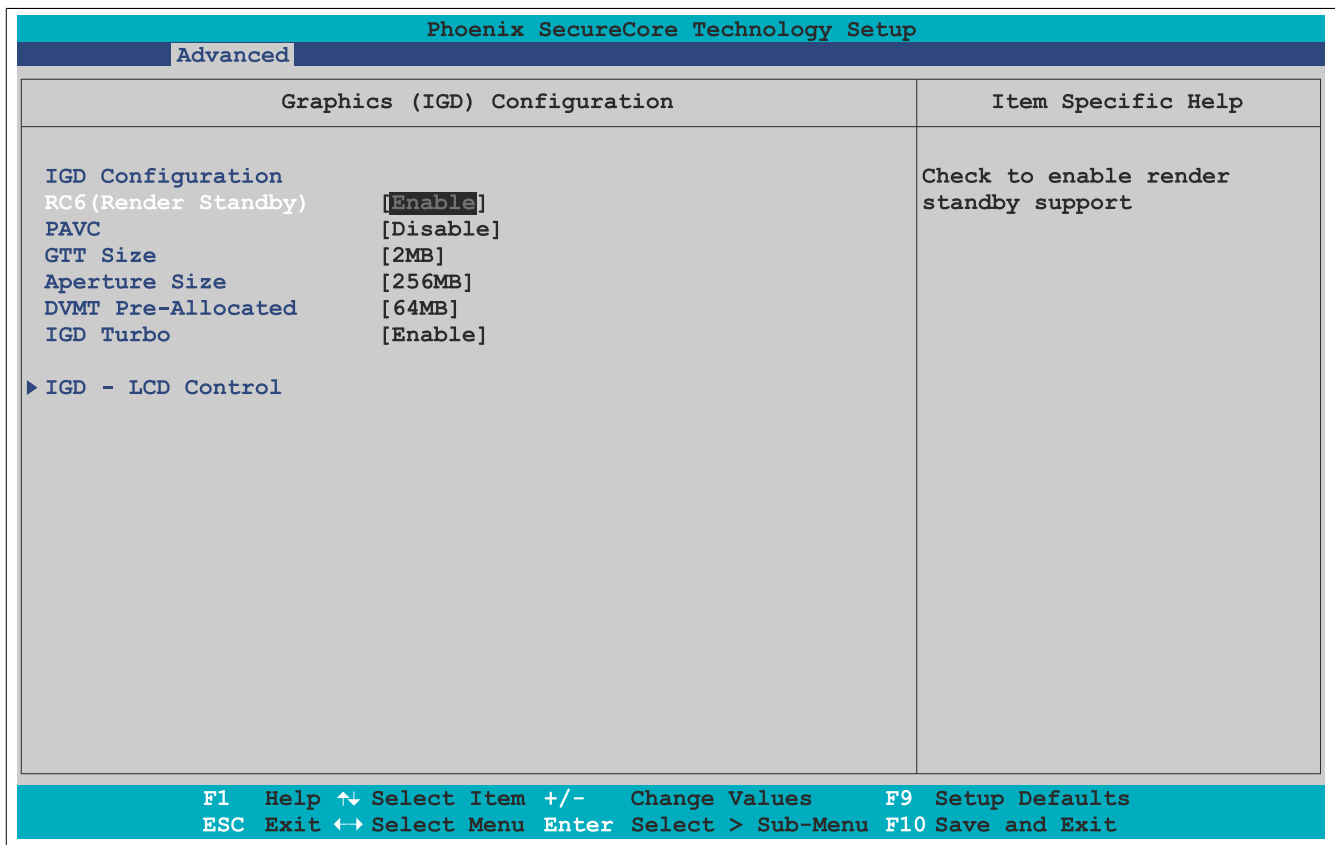 Phoenix SecureCore Technology Setup
Advanced
Graphics (IGD) Configuration
Item Specific Help
IGD Configuration
RC6(Render Standby) [Enable]
PAVC [Disable]
GTT Size [2MB]
Aperture Size [256MB]
DVMT Pre-Allocated [64MB]
IGD Turbo [Enable]
IGD - LCD Control
Check to enable render
standby support
F1 Help Select Item +/- Change Values F9 Setup Defaults
ESC Exit Select Menu Enter Select > Sub-Menu F10 Save and Exit